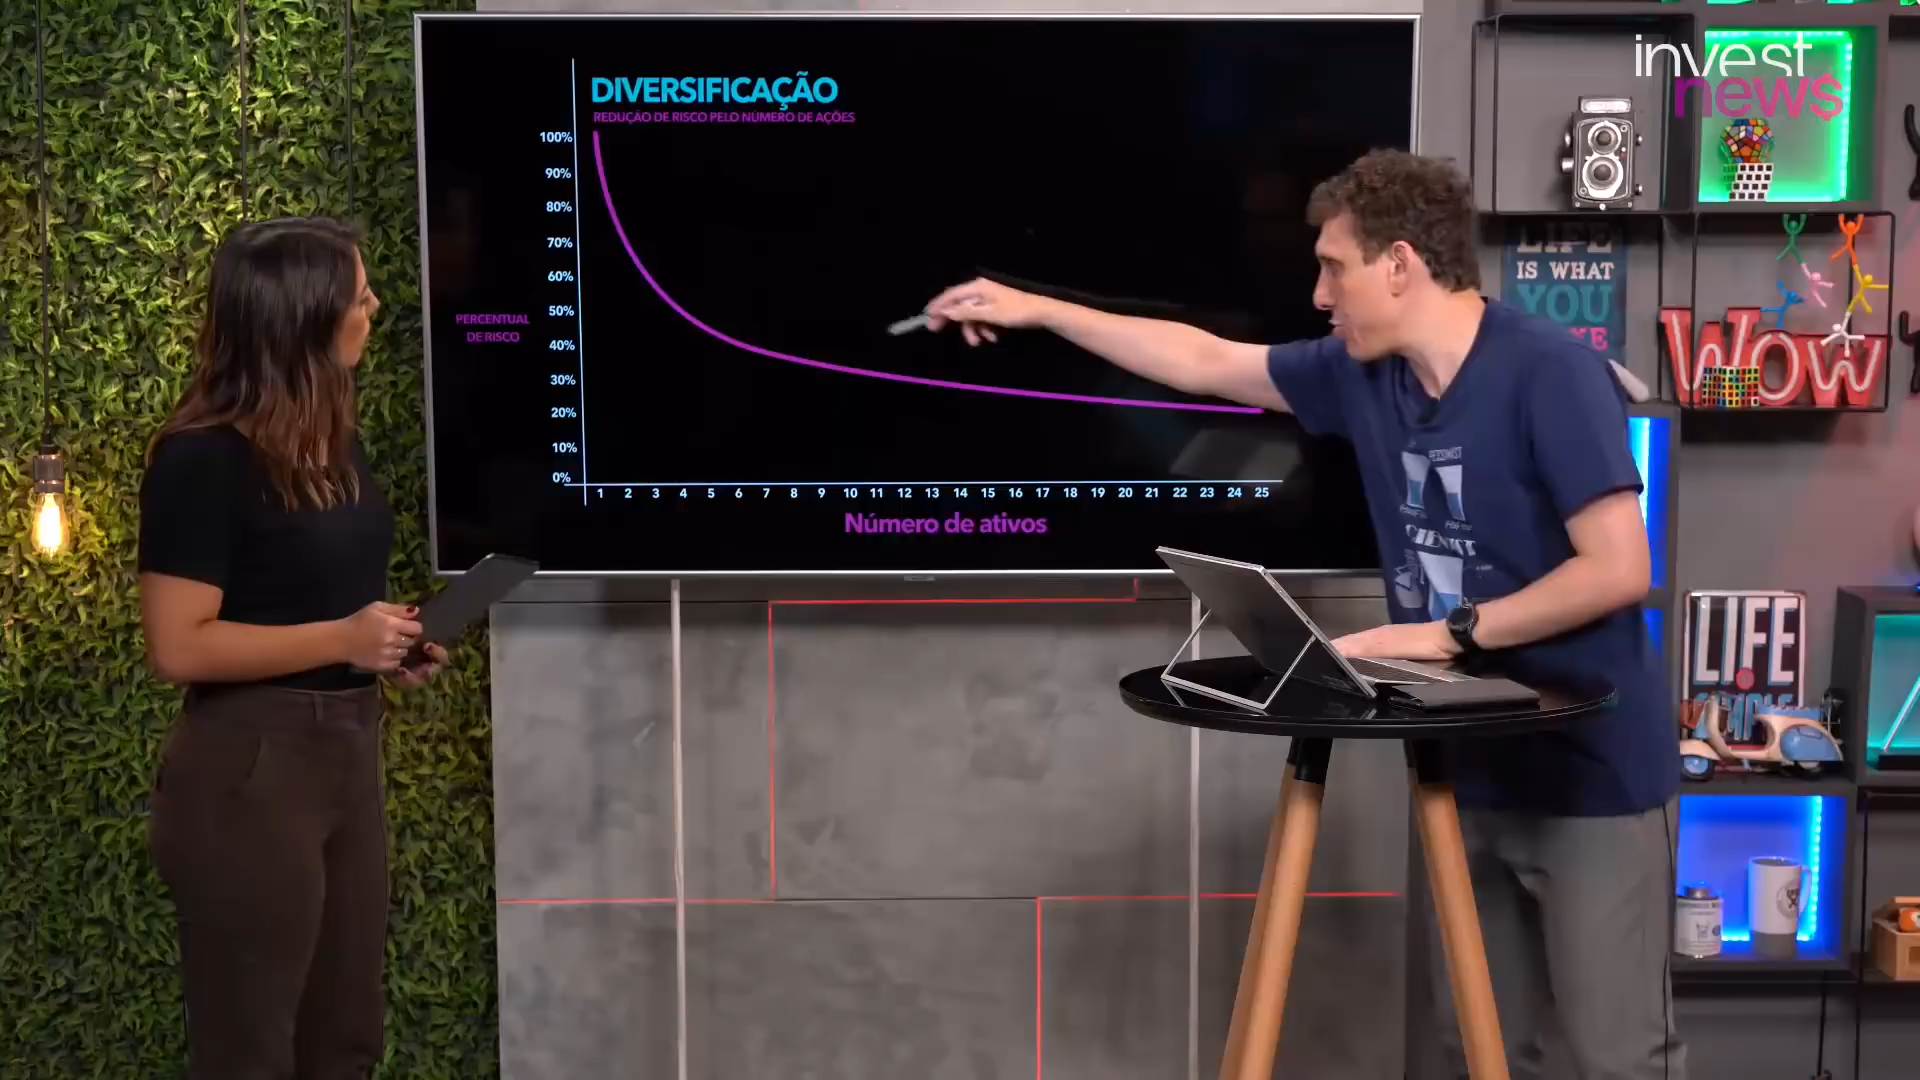 invest
new$
DIVERSIFICAÇÃO
REDUÇÃO DE RISCO PELO NÚMERO DE AÇÕES
100%
90%
80%
70%
60%
50%
40%
30%
20%
10%
0%
PERCENTUAL
DE RISCO
1 2 3 4 5 6 7 8 9 10 11 12 13 14 15 16 17 18 19 20 21 22 23 24 25
Número de ativos
LIFE
IS WHAT
YOU
WOW
LIFE